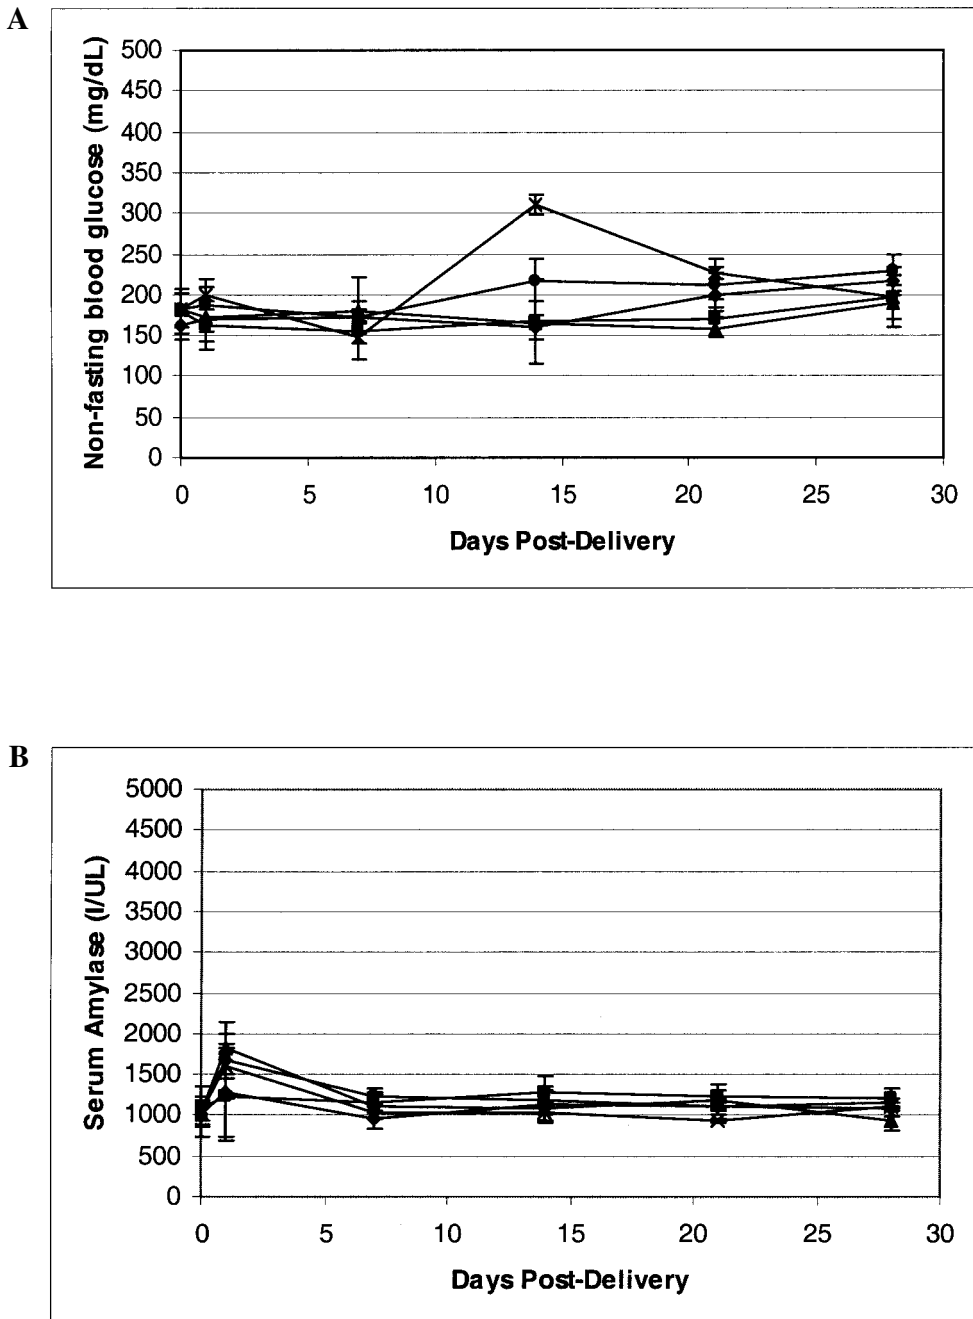 A
Non-fasting blood glucose (mg/dL)
500
450
400
350
300
250
200
150
100
50
0
0 5 10 15 20 25 30
Days Post-Delivery
B
Serum Amylase (I/UL)
5000
4500
4000
3500
3000
2500
2000
1500
1000
500
0
0 5 10 15 20 25 30
Days Post-Delivery